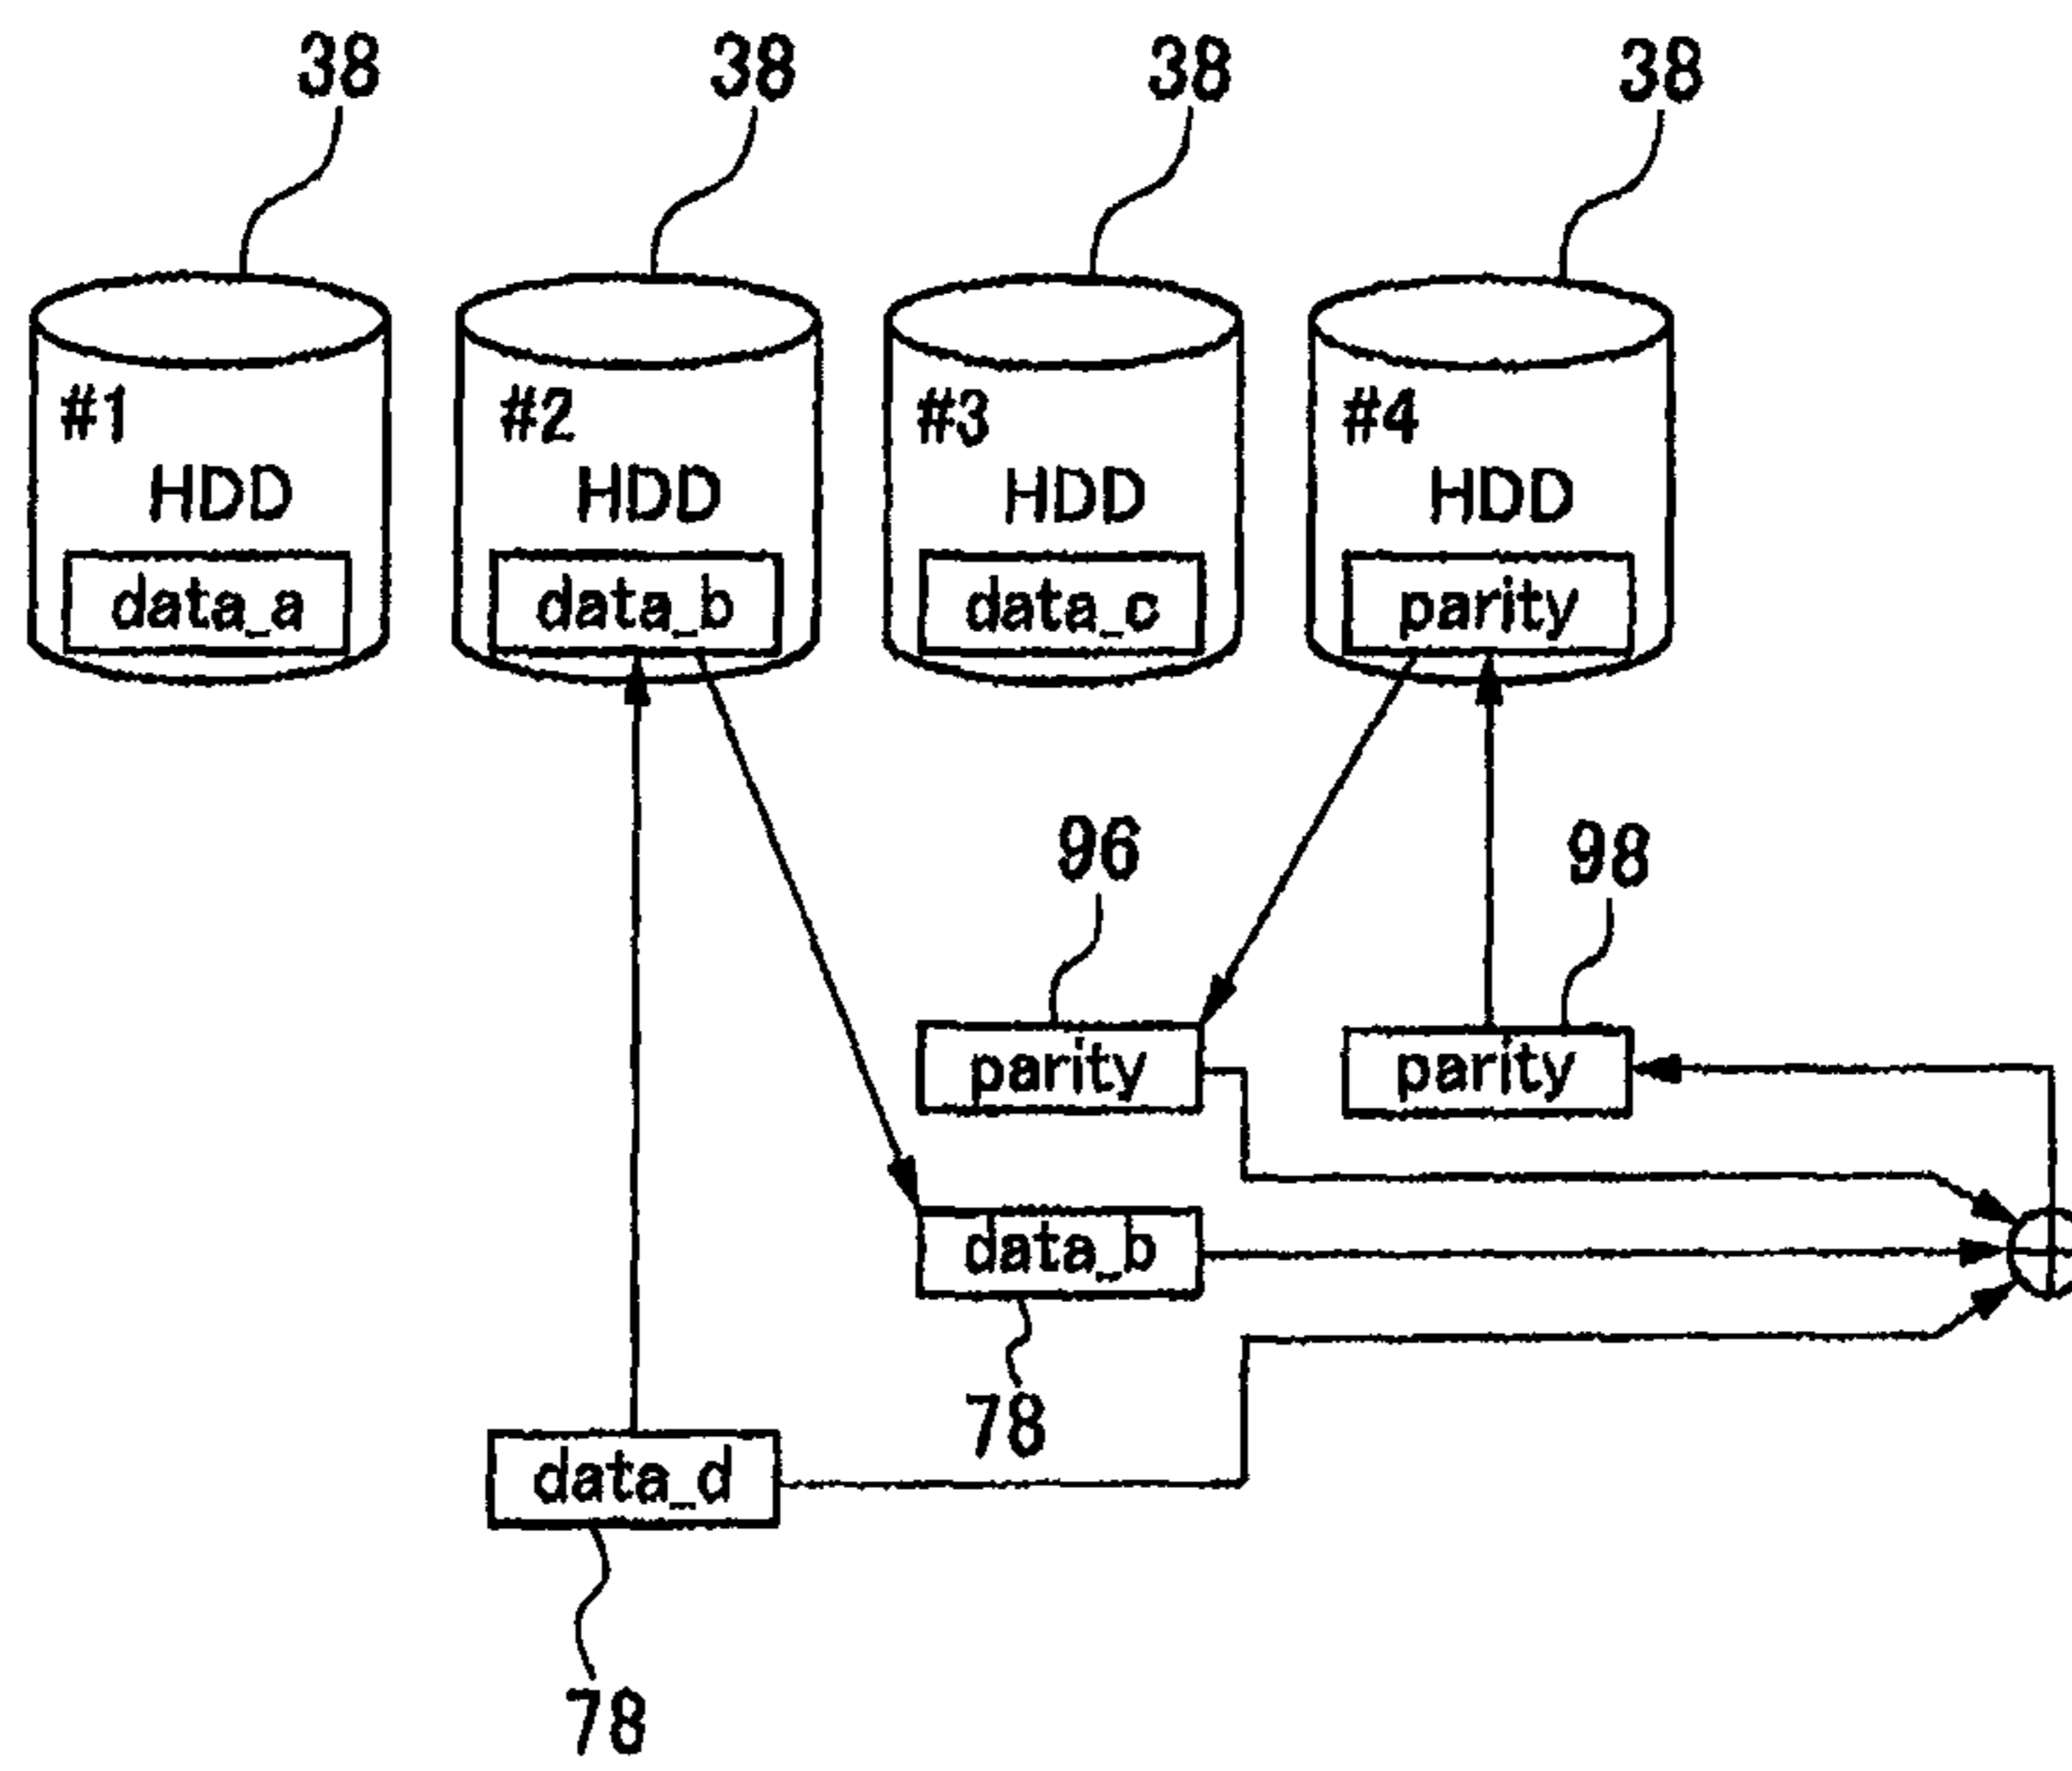 38 38 38 38
#1 #2 #3 #4
HDD HDD HDD HDD
data_a data_b data_c parity
96 98
parity parity
data_b
78
data_d
78